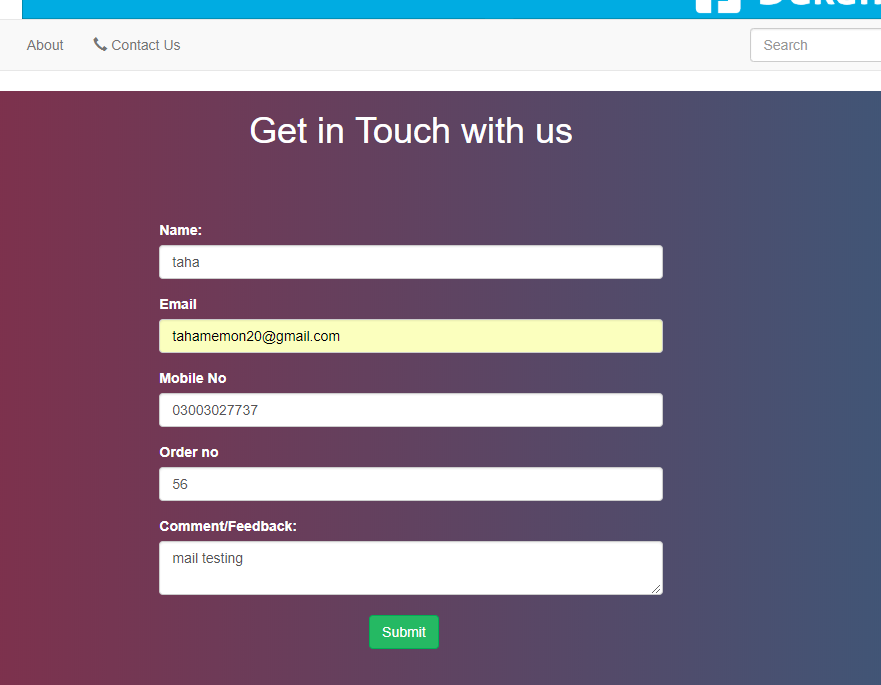 About
Contact Us
Search
Get in Touch with us
Name:
taha
Email
tahamemon20@gmail.com
Mobile No
03003027737
Order no
56
Comment/Feedback:
mail testing
Submit